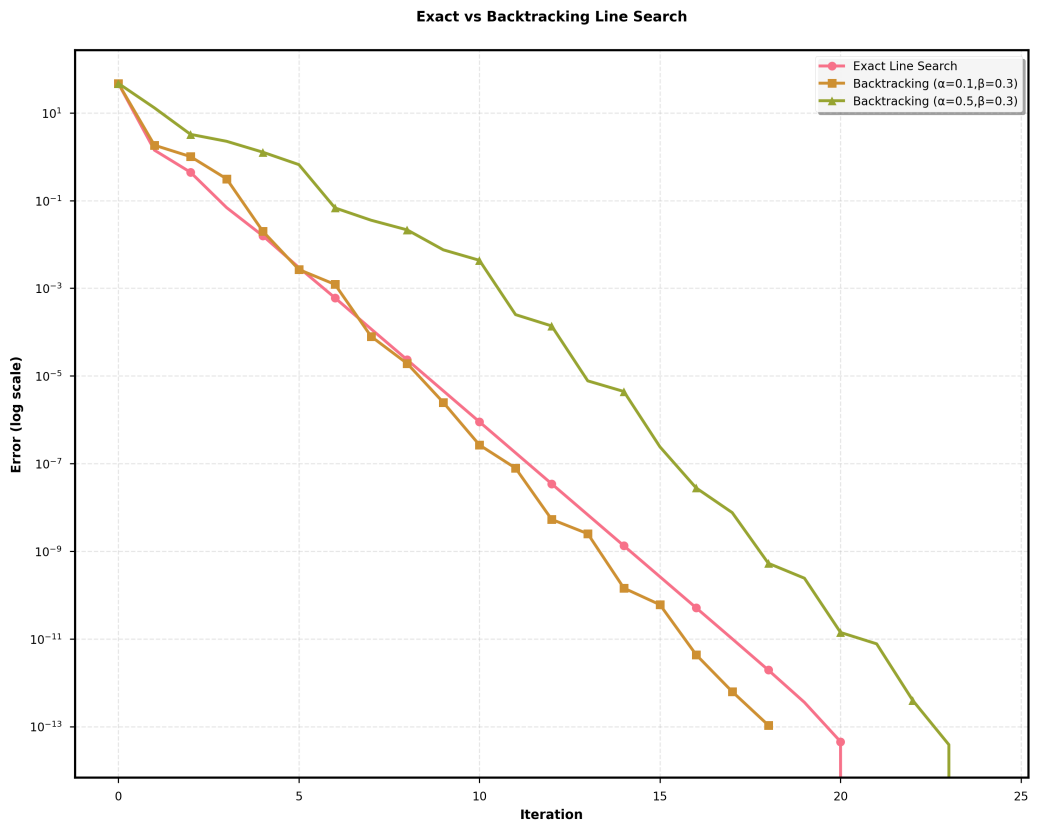 Exact vs Backtracking Line Search
Exact Line Search
Backtracking (α=0.1,β=0.3)
Backtracking (α=0.5,β=0.3)
Error (log scale)
10¹
10⁻¹
10⁻³
10⁻⁵
10⁻⁷
10⁻⁹
10⁻¹¹
10⁻¹³
0 5 10 15 20 25
Iteration